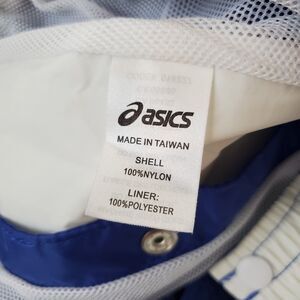 asics
MADE IN TAIWAN
SHELL
100%NYLON
LINER:
100%POLYESTER